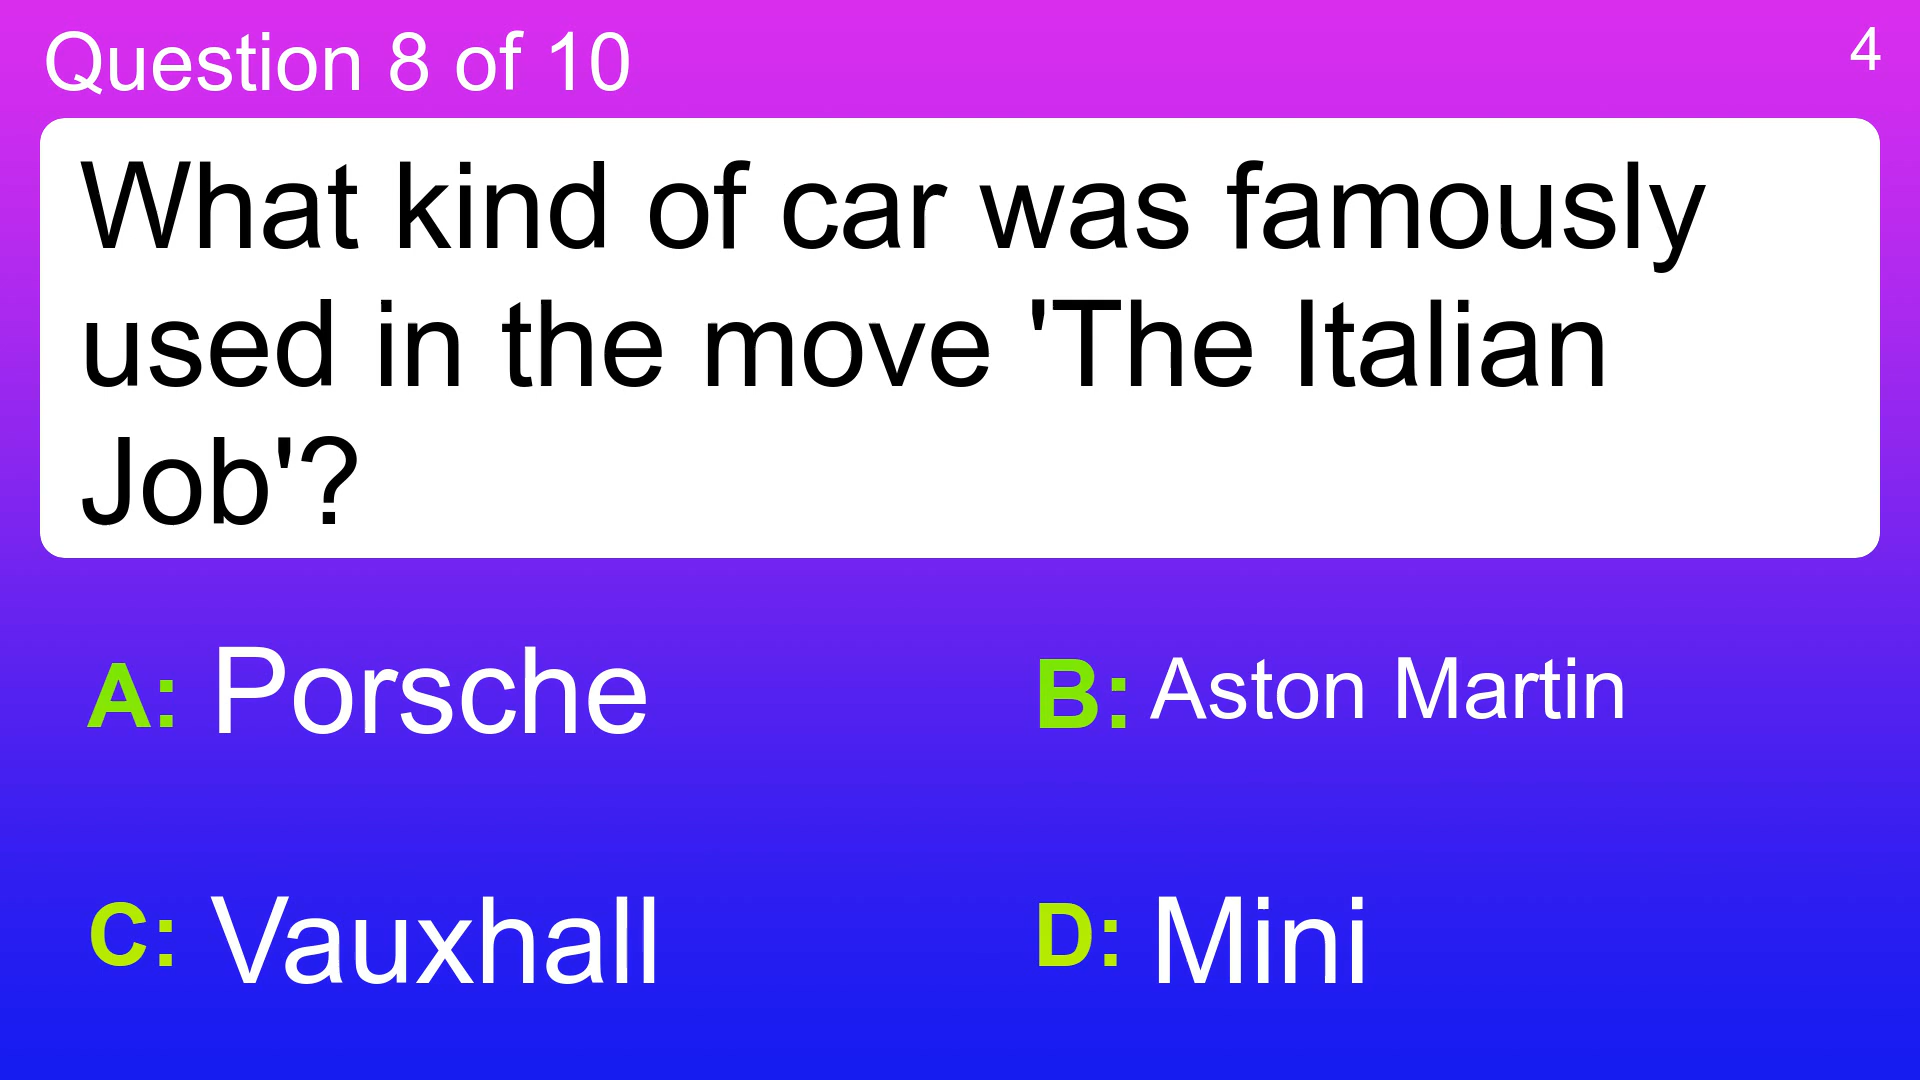 Question 8 of 10
4
What kind of car was famously
used in the move 'The Italian
Job'?
A: Porsche
B: Aston Martin
C: Vauxhall
D: Mini